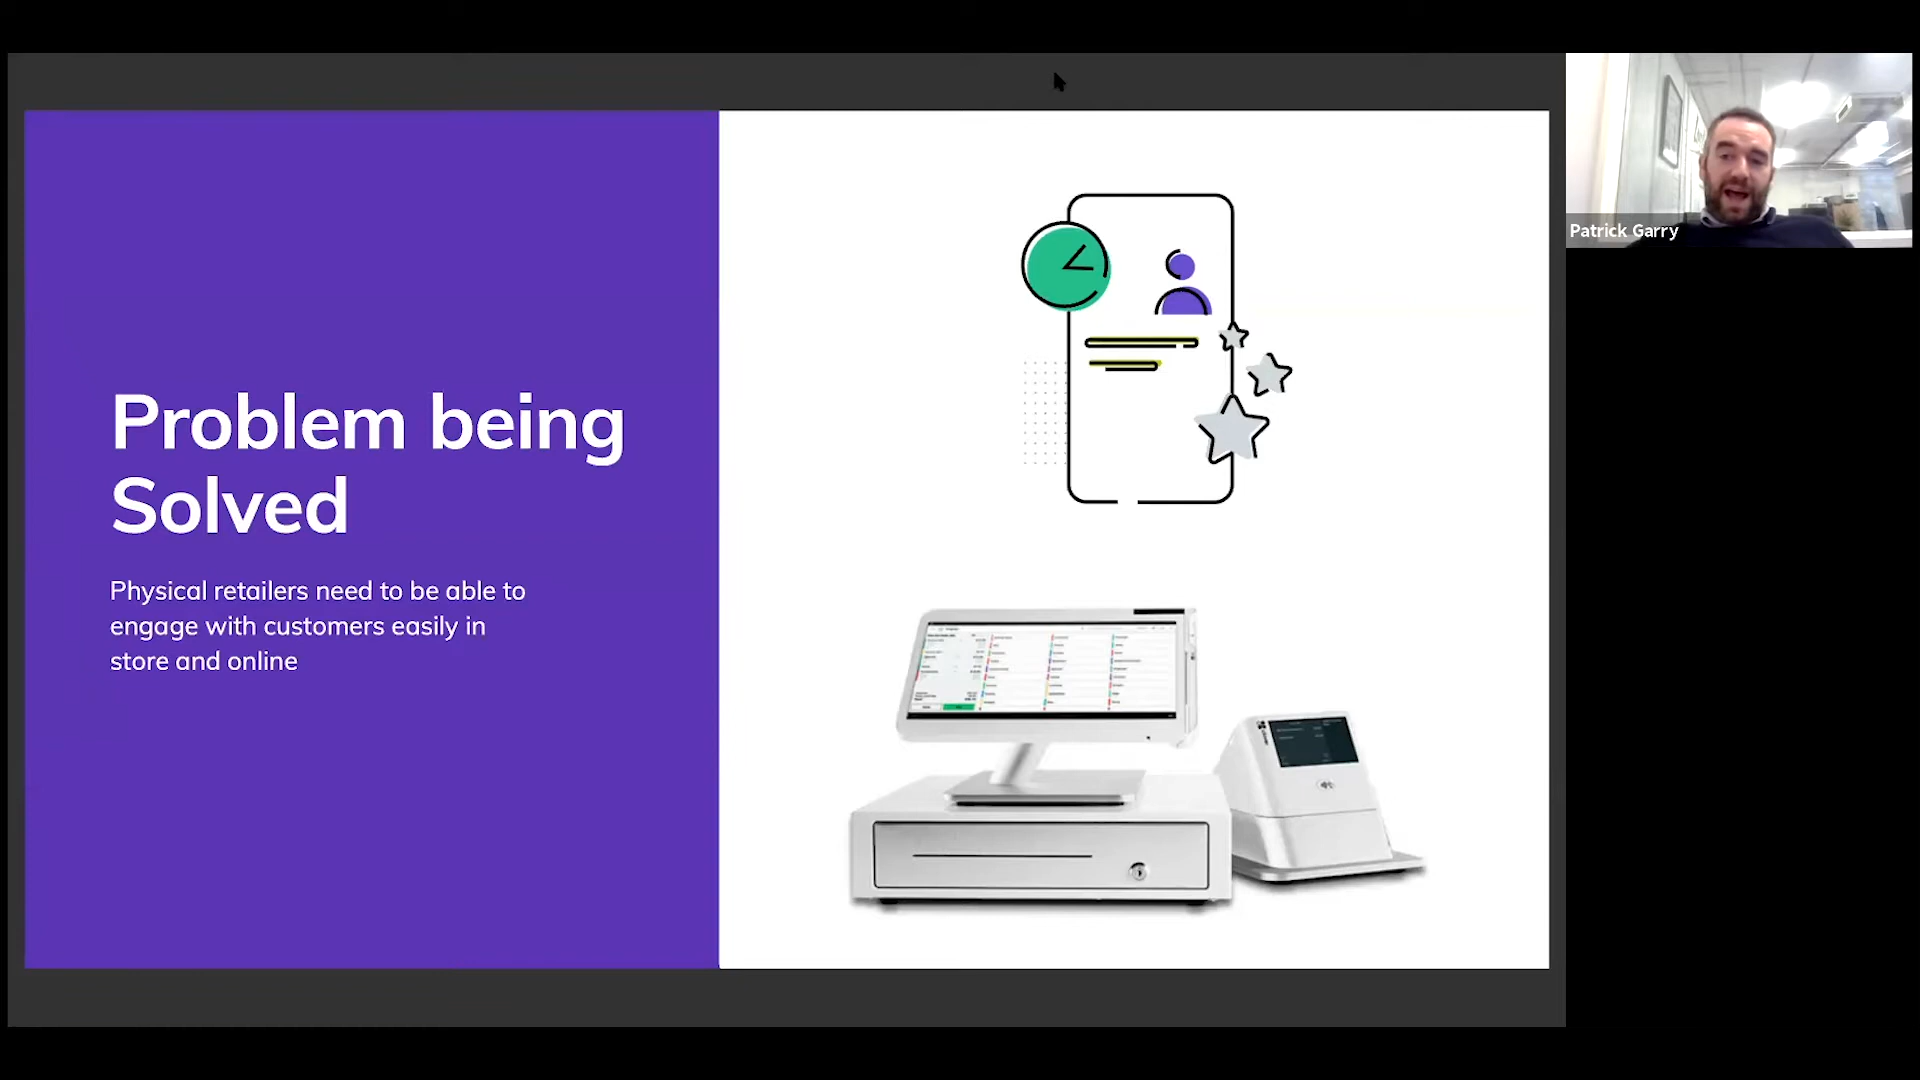 Problem being
Solved
Physical retailers need to be able to
engage with customers easily in
store and online
Patrick Garry